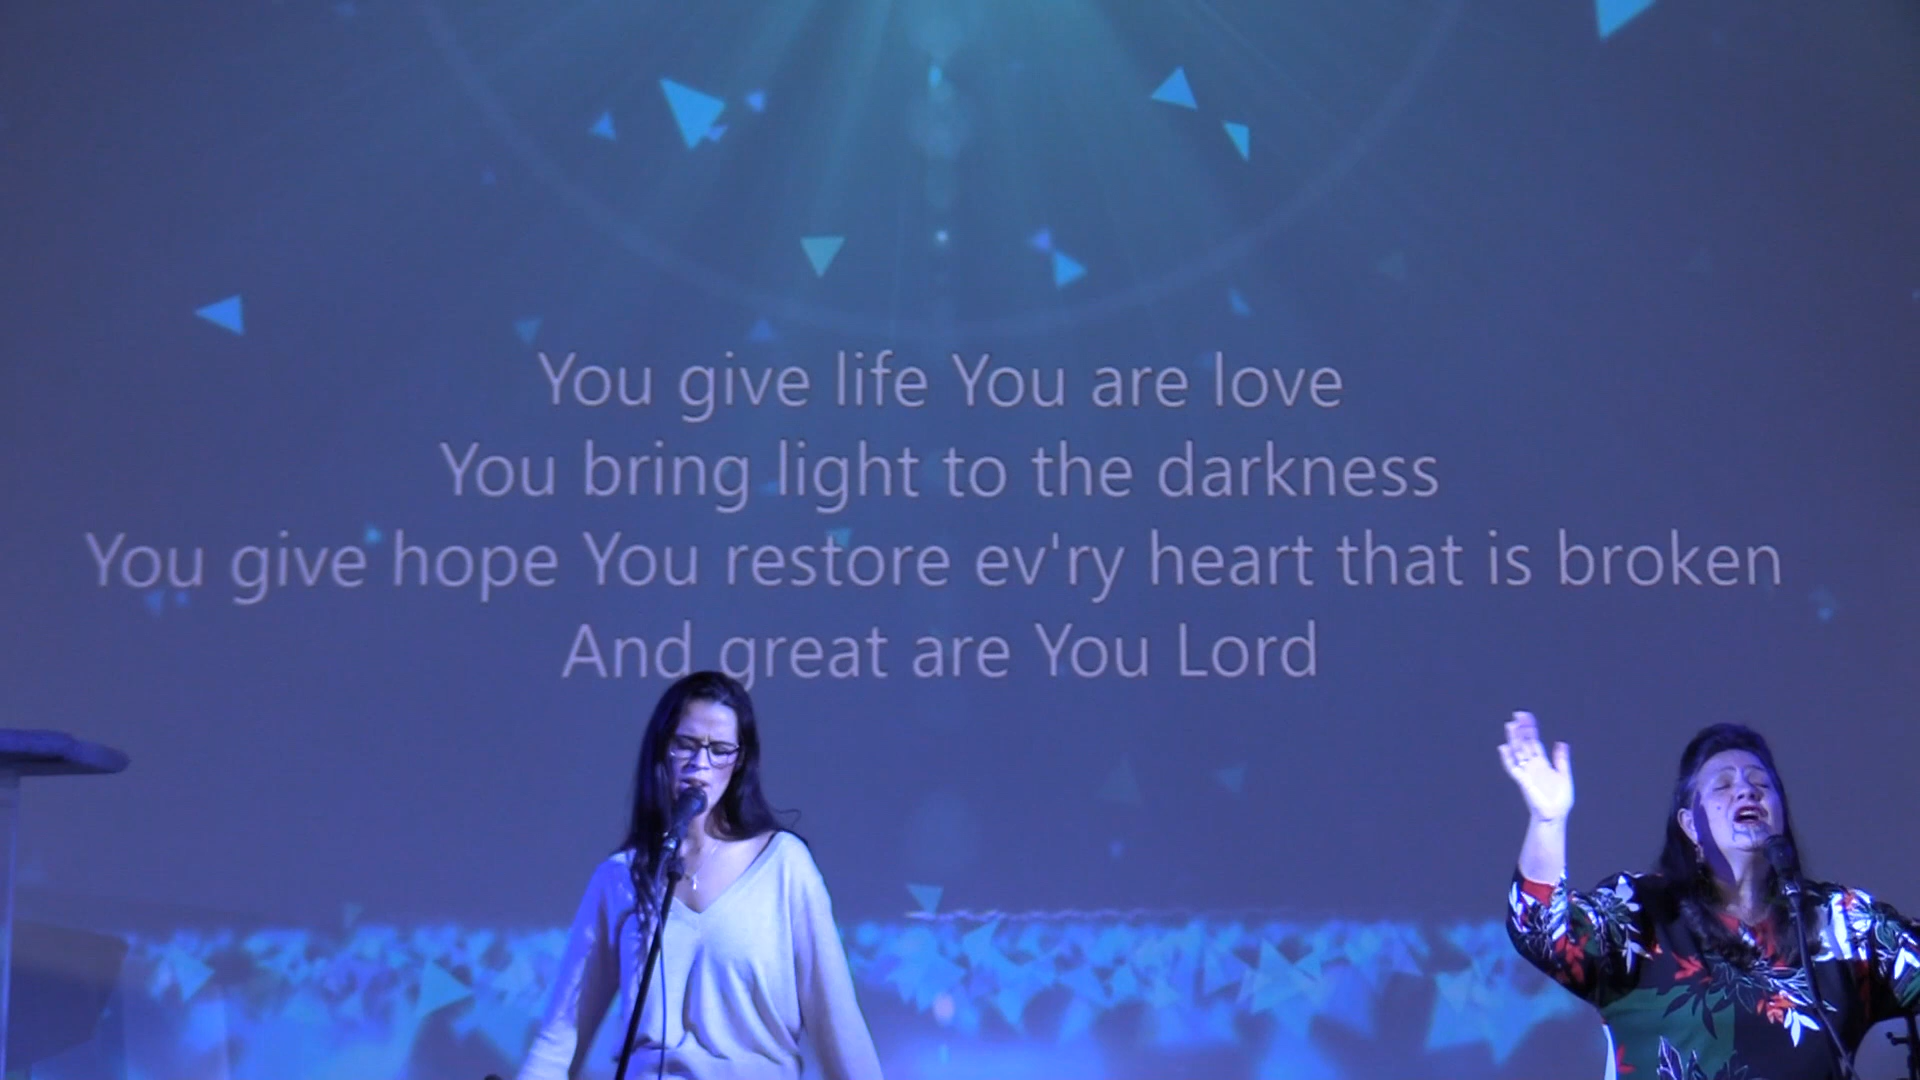 You give life You are love
You bring light to the darkness
You give hope You restore ev'ry heart that is broken
And great are You Lord